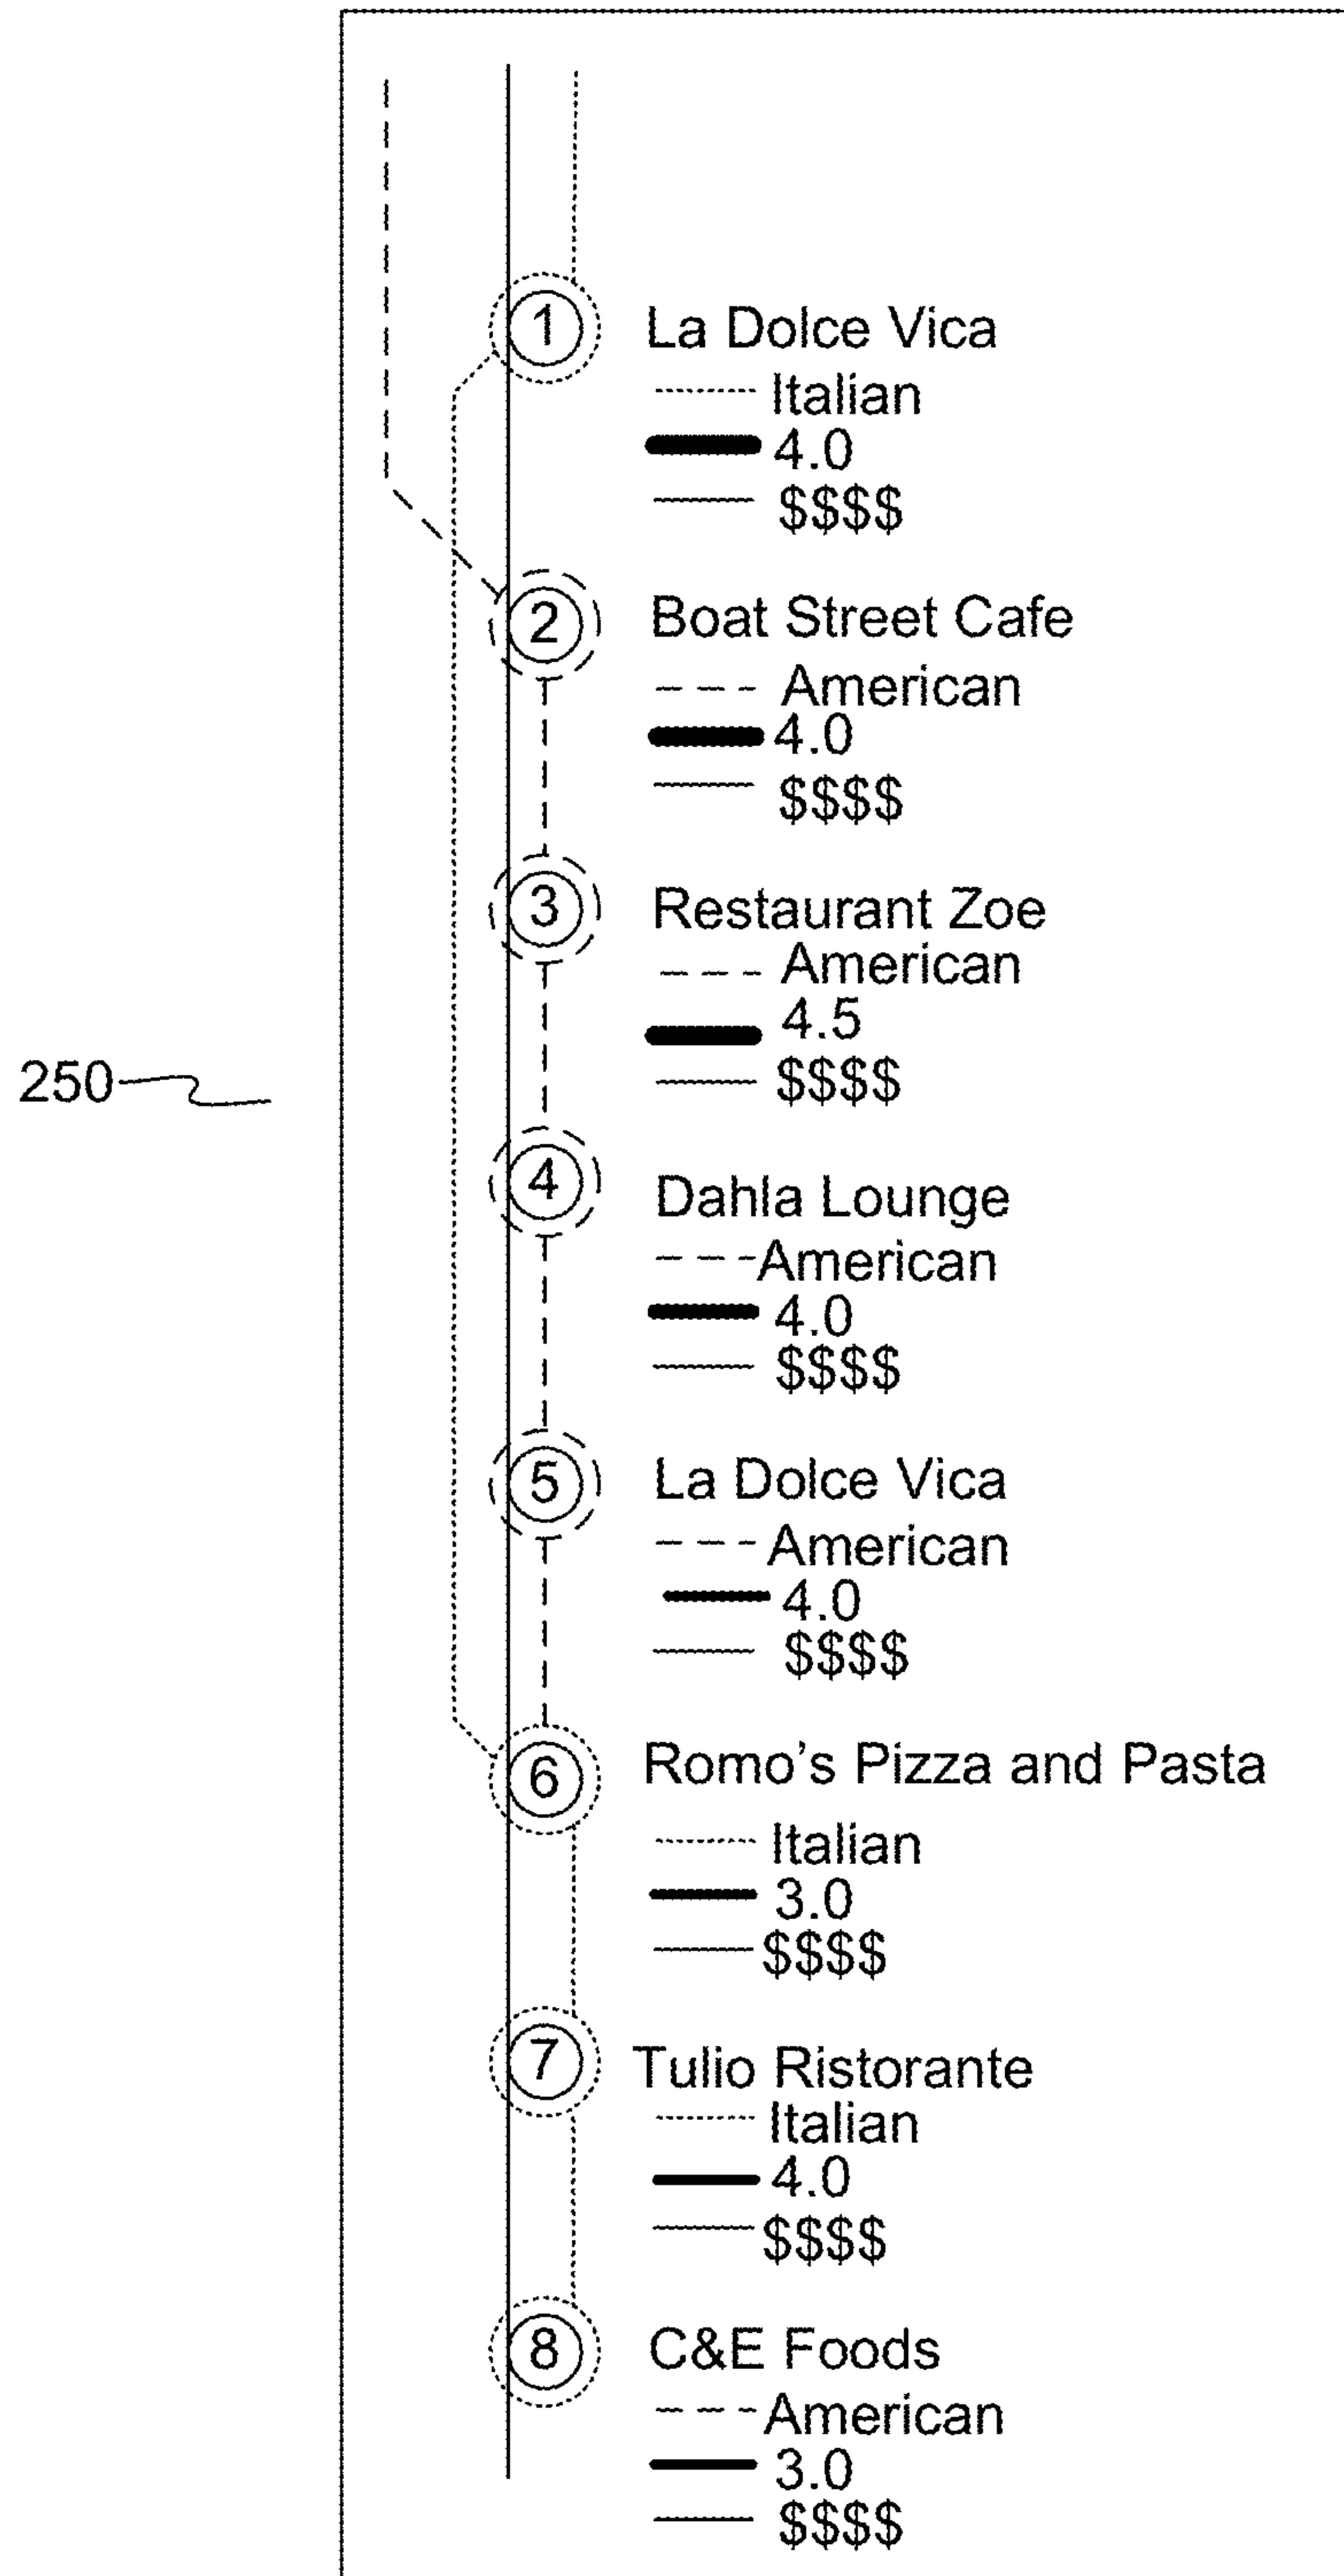 1 La Dolce Vica
Italian
4.0
$$$$
2 Boat Street Cafe
American
4.0
$$$$
3 Restaurant Zoe
American
4.5
$$$$
250
4 Dahla Lounge
American
4.0
$$$$
5 La Dolce Vica
American
4.0
$$$$
6 Romo's Pizza and Pasta
Italian
3.0
$$$$
7 Tulio Ristorante
Italian
4.0
$$$$
8 C&E Foods
American
3.0
$$$$